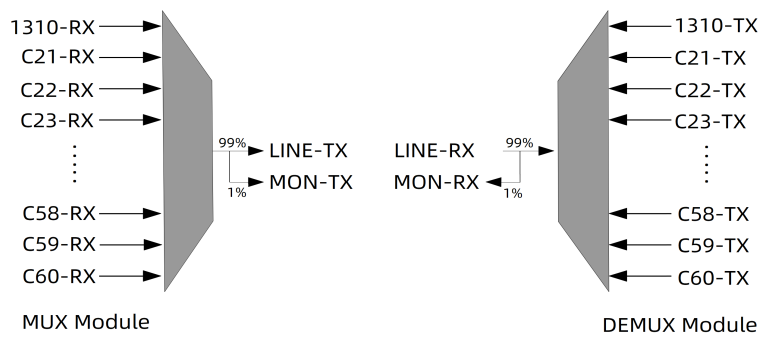 1310-RX
C21-RX
C22-RX
C23-RX
C58-RX
C59-RX
C60-RX
MUX Module
99%
LINE-TX
MON-TX
1%
LINE-RX
99%
MON-RX
1%
1310-TX
C21-TX
C22-TX
C23-TX
C58-TX
C59-TX
C60-TX
DEMUX Module